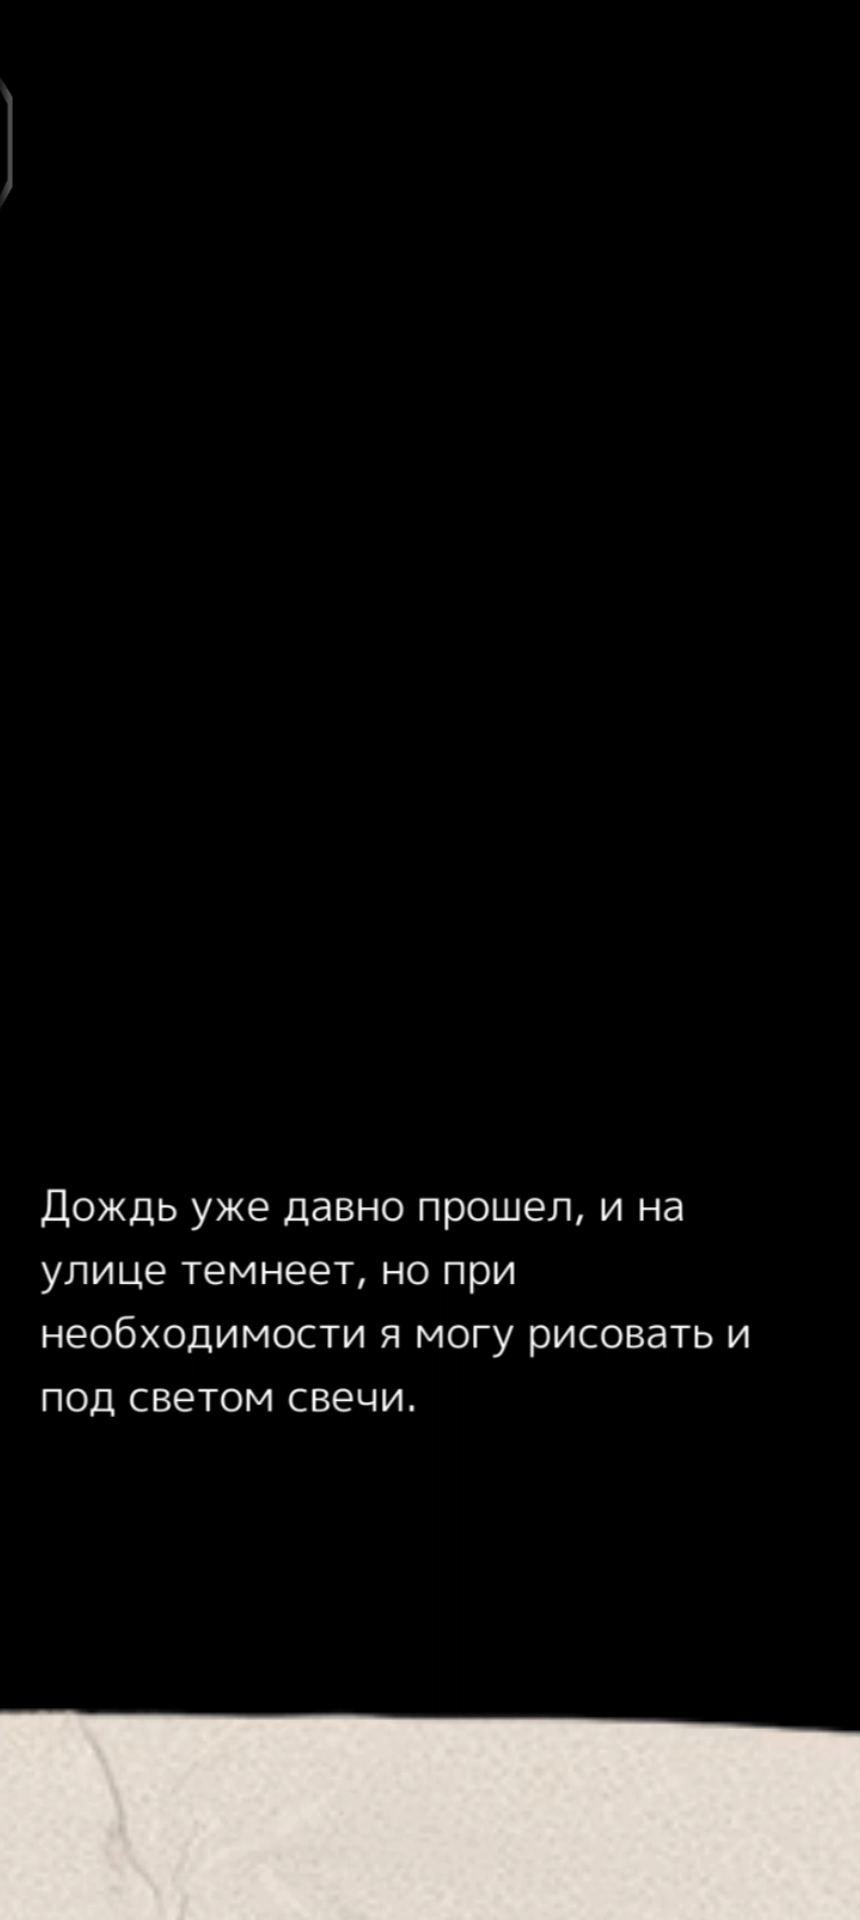 Дождь уже давно прошел, и на
улице темнеет, но при
необходимости я могу рисовать и
под светом свечи.